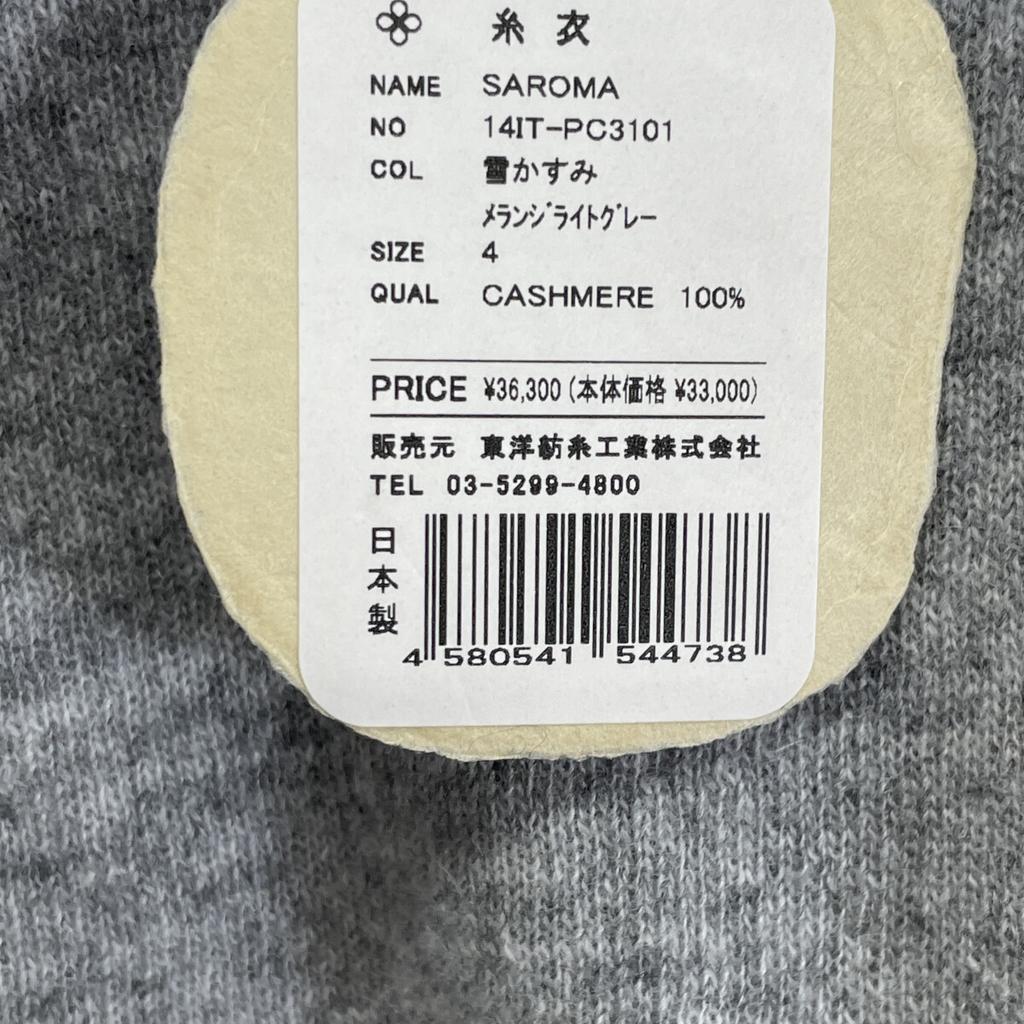 糸衣
NAME SAROMA
NO 14IT-PC3101
COL 雪かすみ
ﾒﾗﾝｼﾞﾗｲﾄｸﾞﾚｰ
SIZE 4
QUAL CASHMERE 100%
PRICE ¥36,300 (本体価格 ¥33,000)
販売元 東洋紡糸工業株式会社
TEL 03-5299-4800
日本製
4 580541 544738